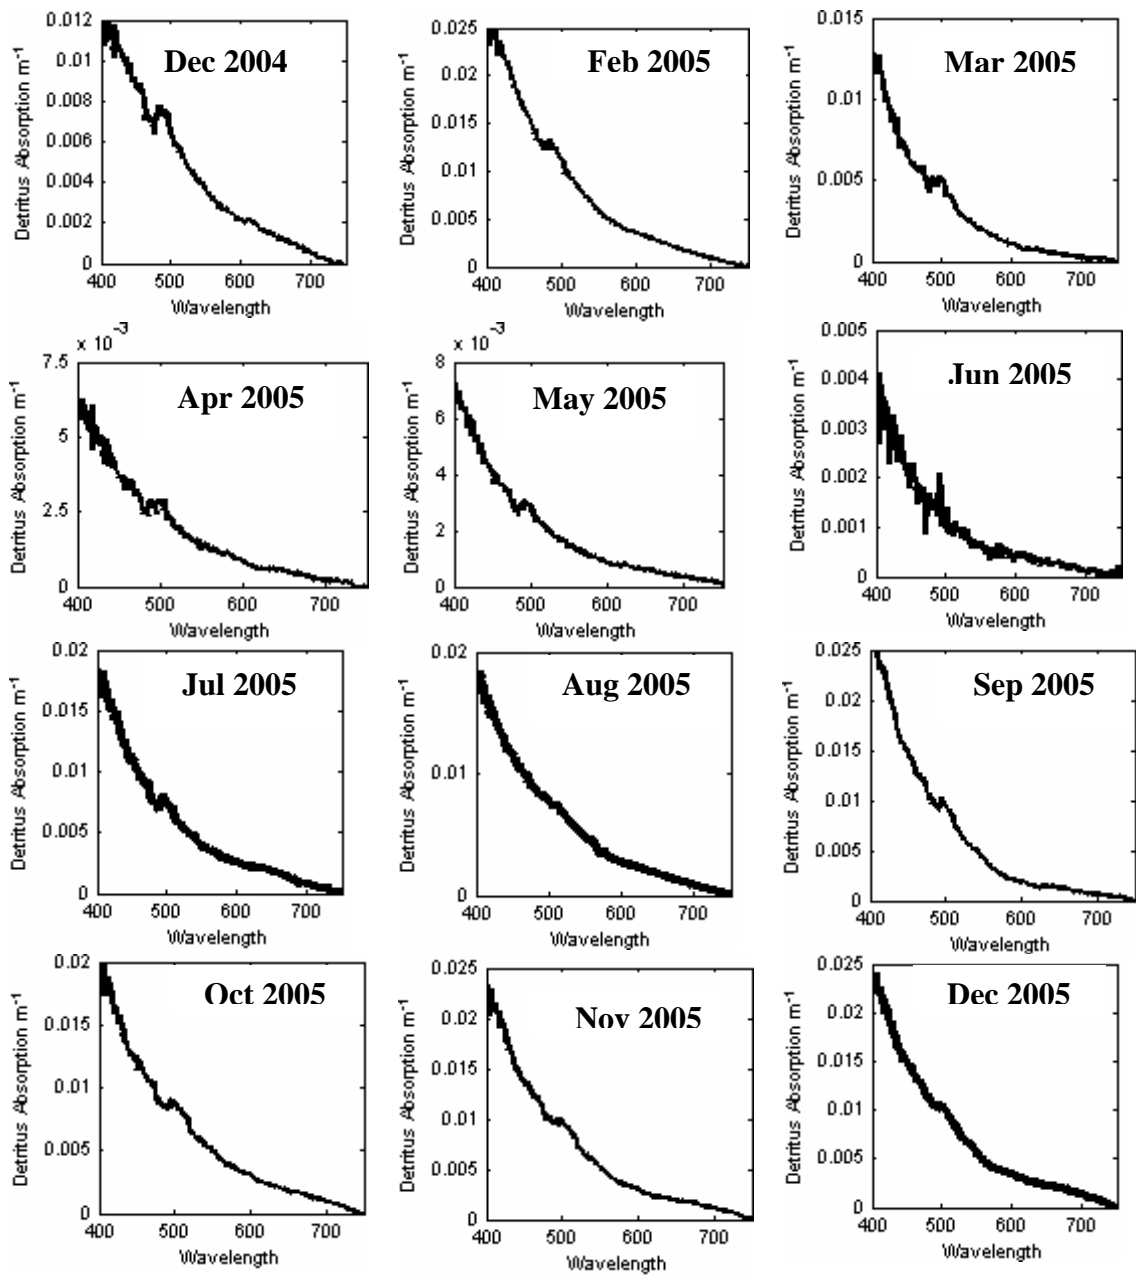 Dec 2004
Detritus Absorption m-1
0.012
0.01
0.008
0.006
0.004
0.002
0
400 500 600 700
Wavelength
Feb 2005
Detritus Absorption m-1
0.025
0.02
0.015
0.01
0.005
0
400 500 600 700
Wavelength
Mar 2005
Detritus Absorption m-1
0.015
0.01
0.005
0
400 500 600 700
Wavelength
x 10-3
Apr 2005
Detritus Absorption m-1
7.5
5
2.5
0
400 500 600 700
Wavelength
x 10-3
May 2005
Detritus Absorption m-1
8
6
4
2
0
400 500 600 700
Wavelength
Jun 2005
Detritus Absorption m-1
0.005
0.004
0.003
0.002
0.001
0
400 500 600 700
Wavelength
Jul 2005
Detritus Absorption m-1
0.02
0.015
0.01
0.005
0
400 500 600 700
Wavelength
Aug 2005
Detritus Absorption m-1
0.02
0.01
0
400 500 600 700
Wavelength
Sep 2005
Detritus Absorption m-1
0.025
0.02
0.015
0.01
0.005
0
400 500 600 700
Wavelength
Oct 2005
Detritus Absorption m-1
0.02
0.015
0.01
0.005
0
400 500 600 700
Wavelength
Nov 2005
Detritus Absorption m-1
0.025
0.02
0.015
0.01
0.005
0
400 500 600 700
Wavelength
Dec 2005
Detritus Absorption m-1
0.025
0.02
0.015
0.01
0.005
0
400 500 600 700
Wavelength